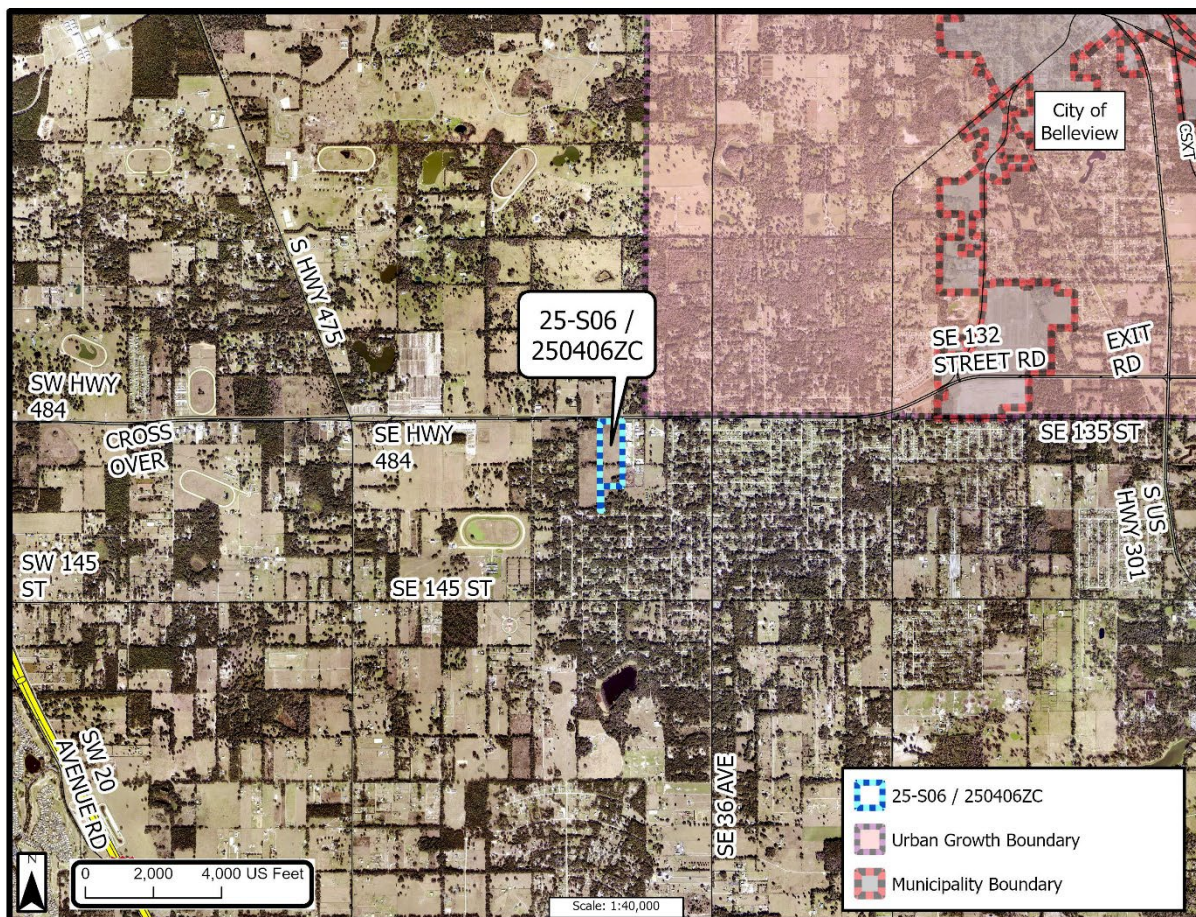 City of
Belleview
CSXT
S HWY 475
25-S06 /
250406ZC
SE 132
STREET RD
EXIT
RD
SW HWY
484
CROSS
OVER
SE HWY
484
SE 135 ST
S US
HWY 301
SW 145
ST
SE 145 ST
SW 20
AVENUE RD
SE 36 AVE
25-S06 / 250406ZC
Urban Growth Boundary
Municipality Boundary
N
0 2,000 4,000 US Feet
Scale: 1:40,000